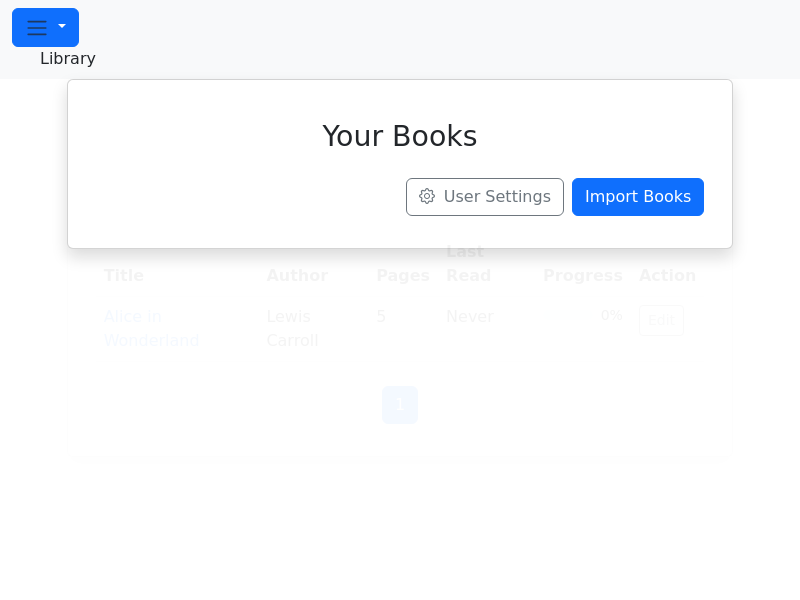 Library
Your Books
User Settings
Import Books
Title Author Pages Last Read Progress Action
Alice in Wonderland Lewis Carroll 5 Never 0% Edit
1